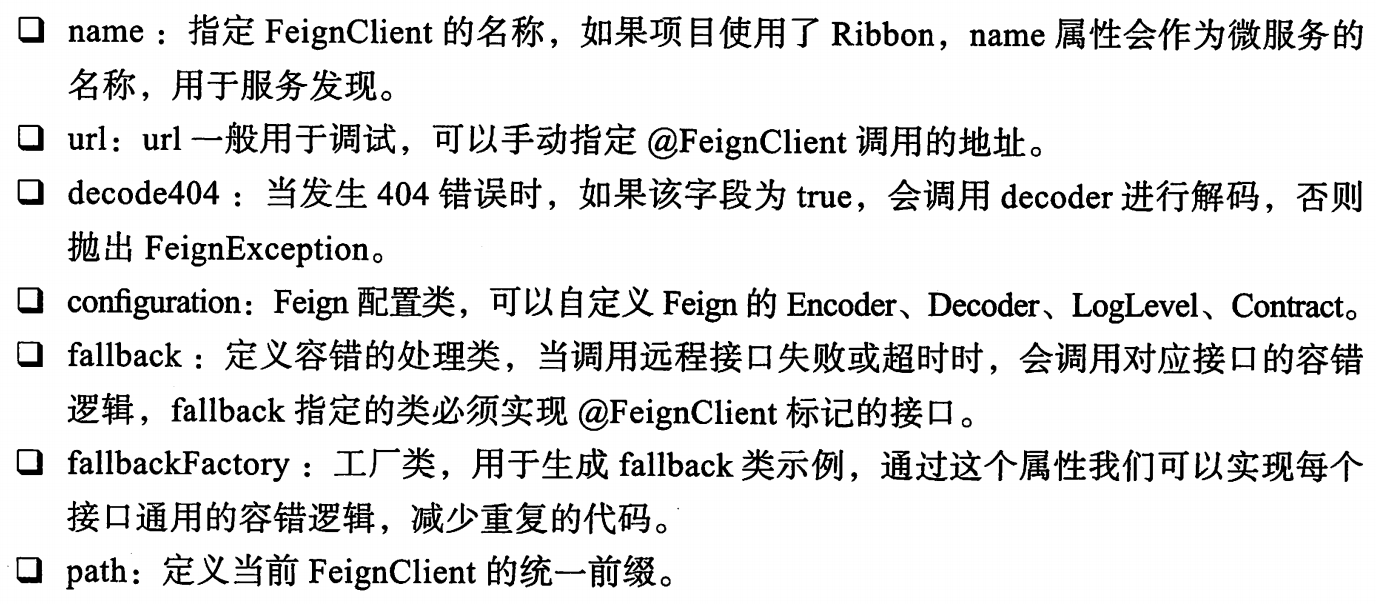 ❑ name：指定 FeignClient 的名称，如果项目使用了 Ribbon，name 属性会作为微服务的
名称，用于服务发现。
❑ url：url 一般用于调试，可以手动指定 @FeignClient 调用的地址。
❑ decode404：当发生 404 错误时，如果该字段为 true，会调用 decoder 进行解码，否则
抛出 FeignException。
❑ configuration：Feign 配置类，可以自定义 Feign 的 Encoder、Decoder、LogLevel、Contract。
❑ fallback：定义容错的处理类，当调用远程接口失败或超时时，会调用对应接口的容错
逻辑，fallback 指定的类必须实现 @FeignClient 标记的接口。
❑ fallbackFactory：工厂类，用于生成 fallback 类示例，通过这个属性我们可以实现每个
接口通用的容错逻辑，减少重复的代码。
❑ path：定义当前 FeignClient 的统一前缀。